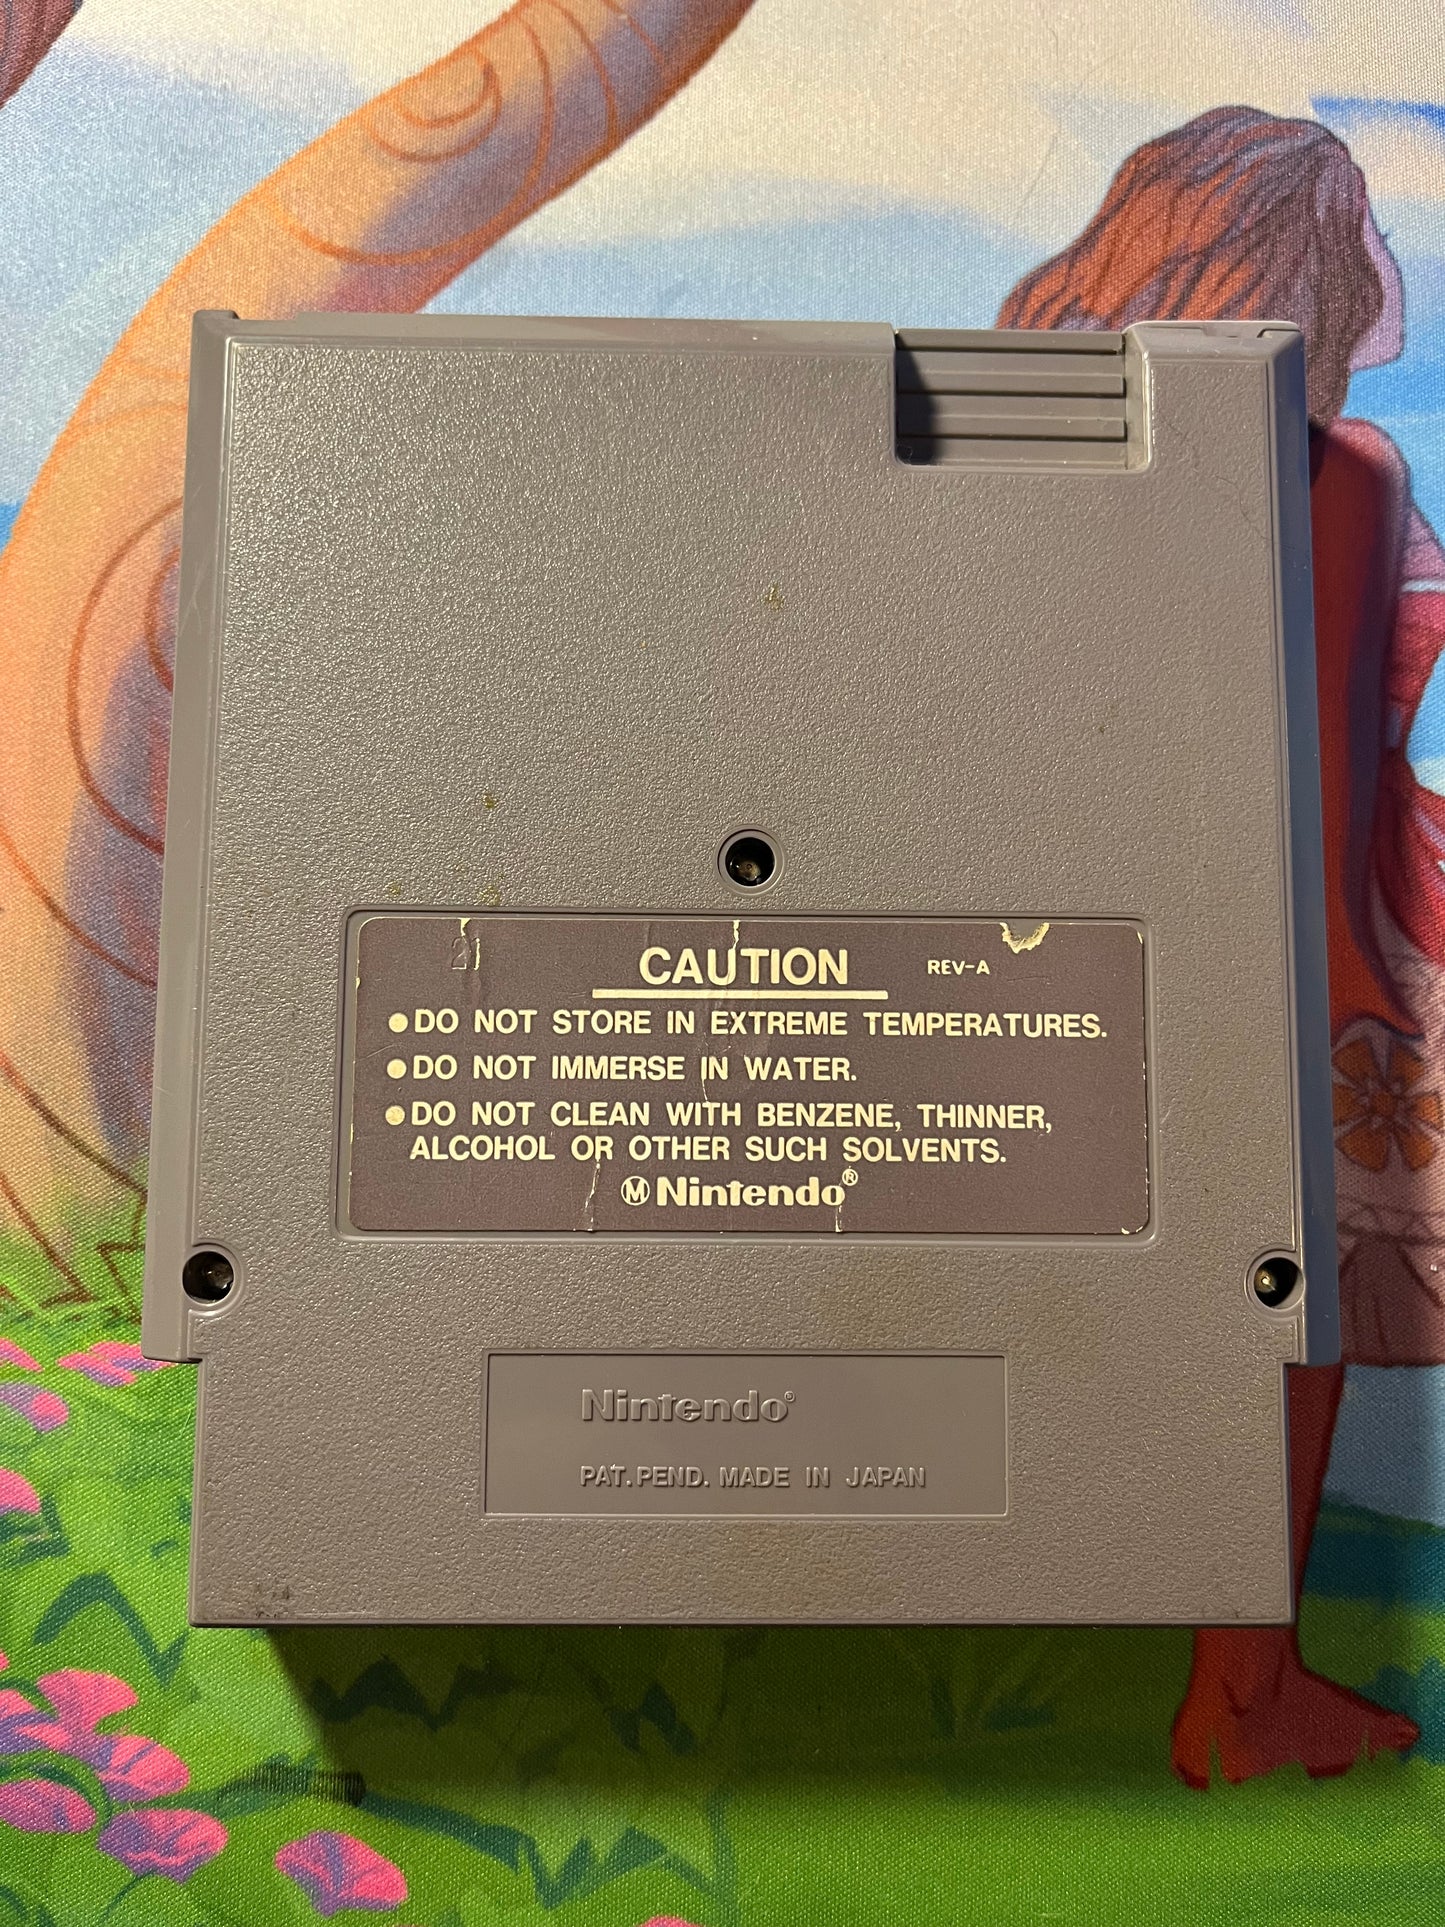 21
CAUTION REV-A
●DO NOT STORE IN EXTREME TEMPERATURES.
●DO NOT IMMERSE IN WATER.
●DO NOT CLEAN WITH BENZENE, THINNER,
ALCOHOL OR OTHER SUCH SOLVENTS.
Ⓜ Nintendo®
Nintendo®
PAT. PEND. MADE IN JAPAN